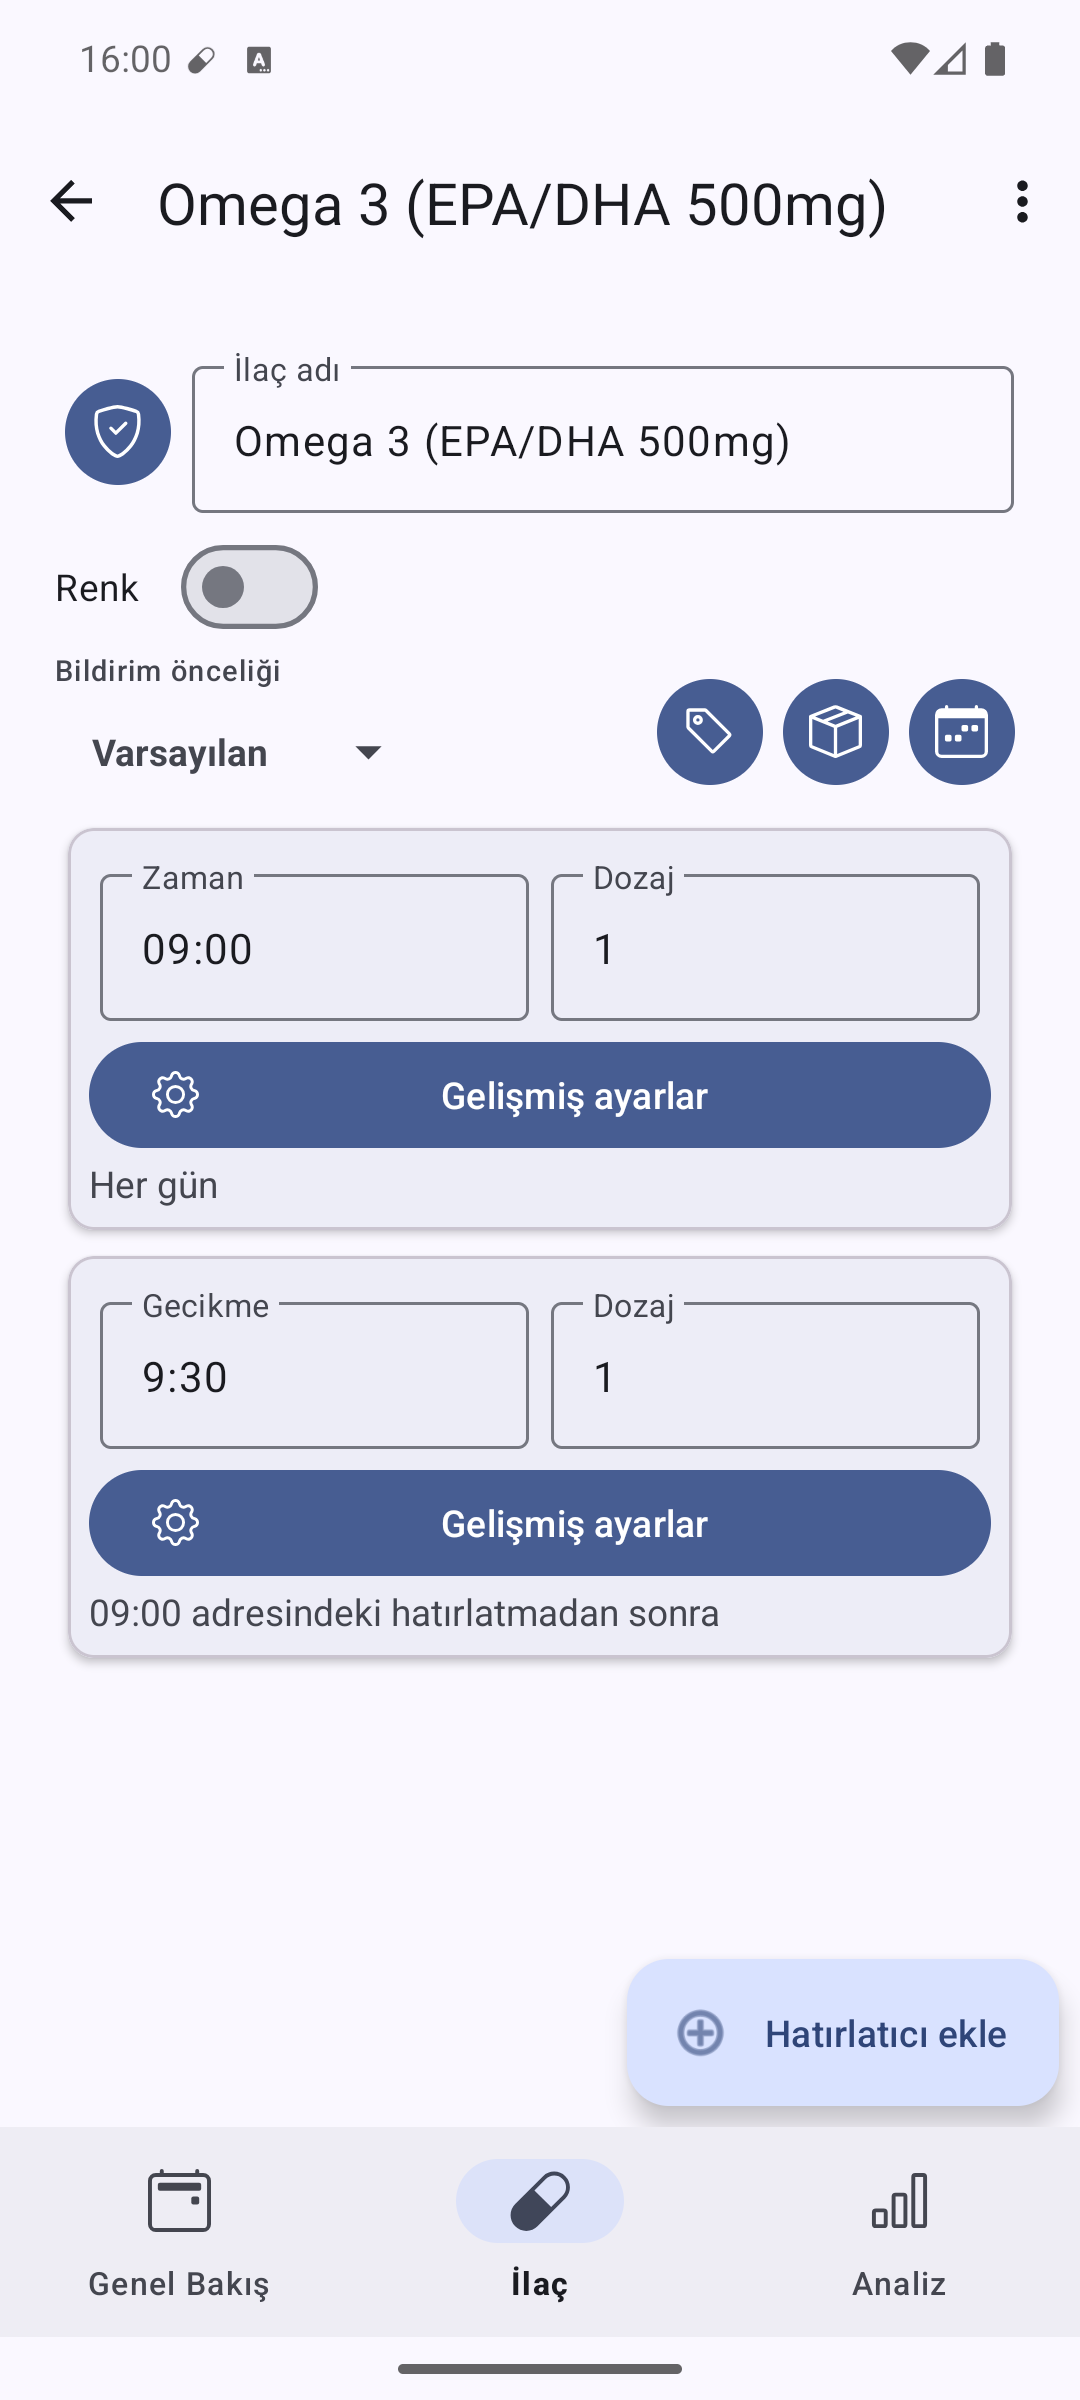 16:00
Omega 3 (EPA/DHA 500mg)
İlaç adı
Omega 3 (EPA/DHA 500mg)
Renk
Bildirim önceliği
Varsayılan
Zaman
Dozaj
09:00
1
Gelişmiş ayarlar
Her gün
Gecikme
Dozaj
9:30
1
Gelişmiş ayarlar
09:00 adresindeki hatırlatmadan sonra
Hatırlatıcı ekle
Genel Bakış
İlaç
Analiz